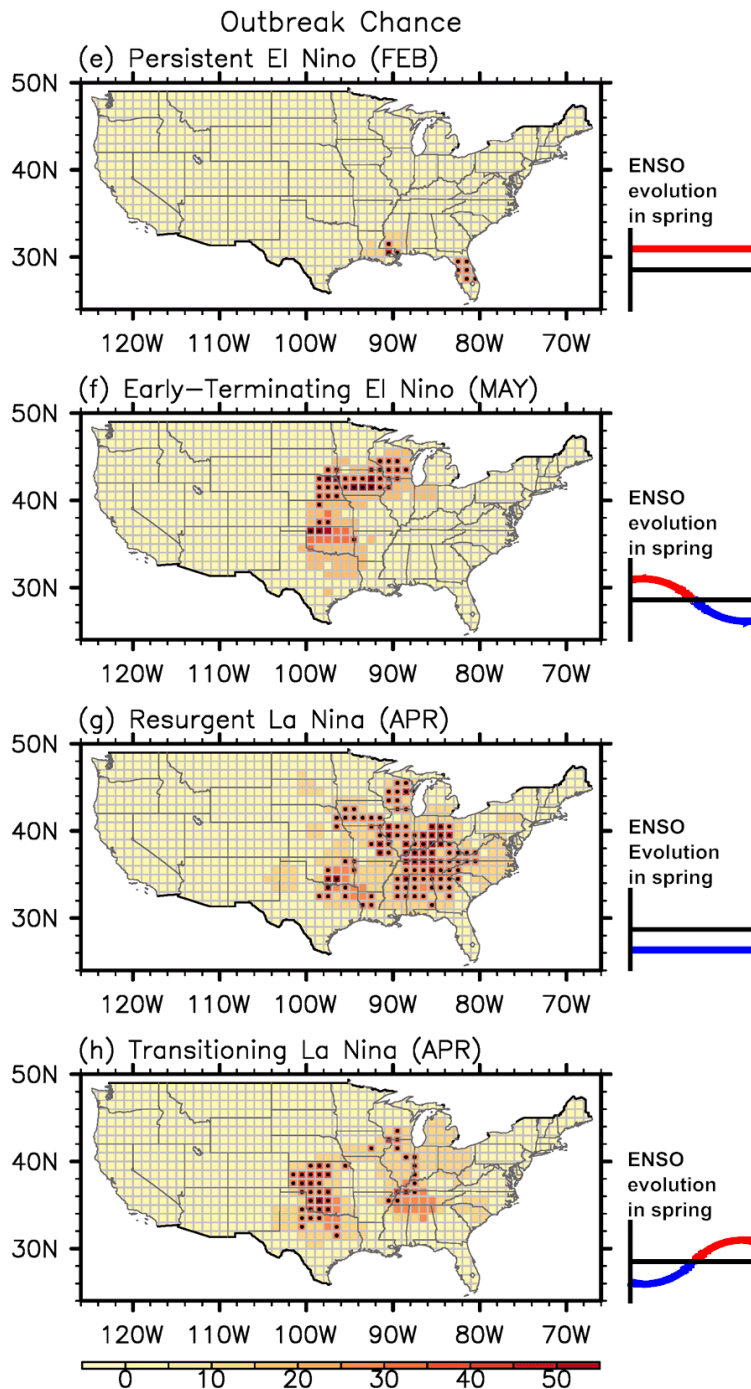 Outbreak Chance
(e) Persistent El Nino (FEB)
50N
40N
30N
120W 110W 100W 90W 80W 70W
ENSO
evolution
in spring
(f) Early-Terminating El Nino (MAY)
50N
40N
30N
120W 110W 100W 90W 80W 70W
ENSO
evolution
in spring
(g) Resurgent La Nina (APR)
50N
40N
30N
120W 110W 100W 90W 80W 70W
ENSO
Evolution
in spring
(h) Transitioning La Nina (APR)
50N
40N
30N
120W 110W 100W 90W 80W 70W
ENSO
evolution
in spring
0 10 20 30 40 50